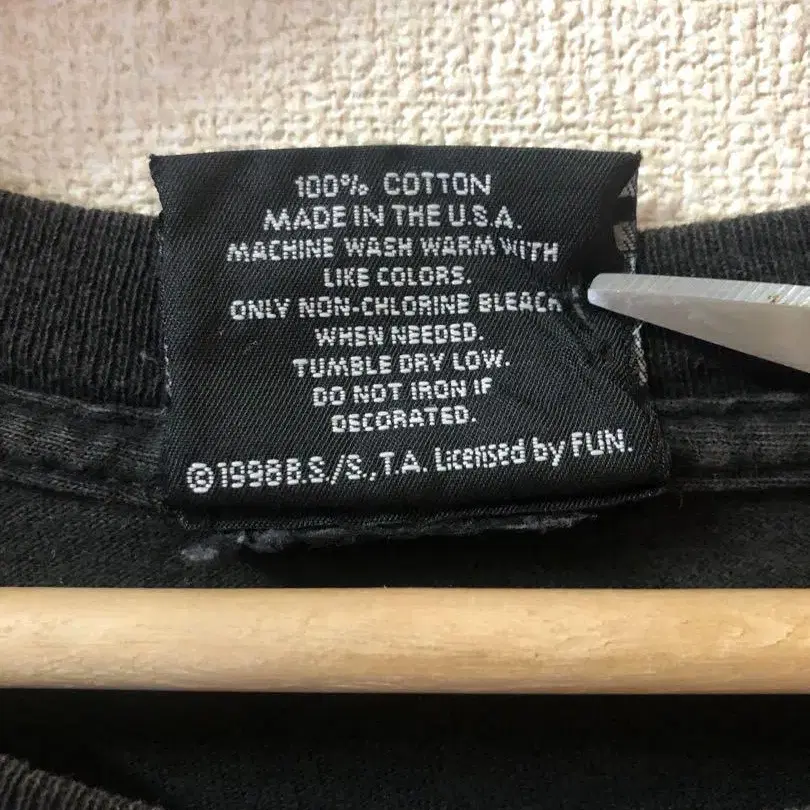 100% COTTON
MADE IN THE U.S.A.
MACHINE WASH WARM WITH
LIKE COLORS.
ONLY NON-CHLORINE BLEACH
WHEN NEEDED.
TUMBLE DRY LOW.
DO NOT IRON IF
DECORATED.
©1998 B.S./S., T.A. Licensed by FUN.